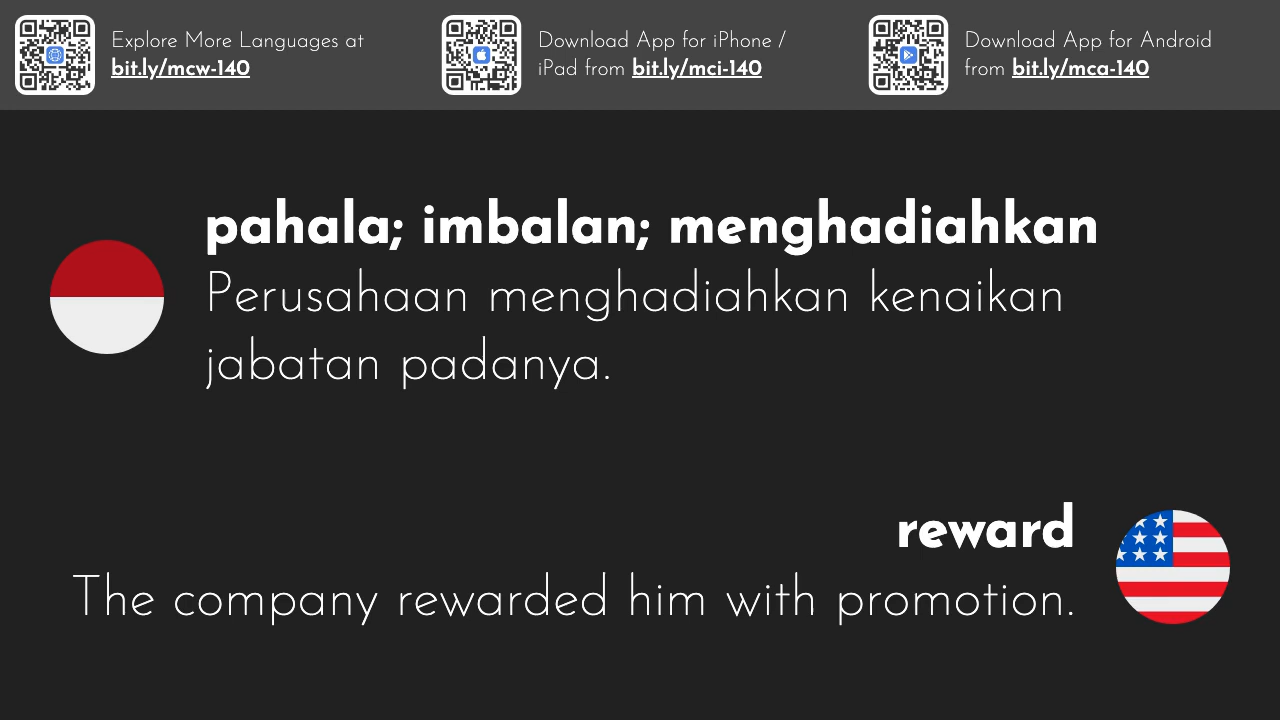 Explore More Languages at
bit.ly/mcw-140
Download App for iPhone /
iPad from bit.ly/mci-140
Download App for Android
from bit.ly/mca-140
pahala; imbalan; menghadiahkan
Perusahaan menghadiahkan kenaikan
jabatan padanya.
reward
The company rewarded him with promotion.